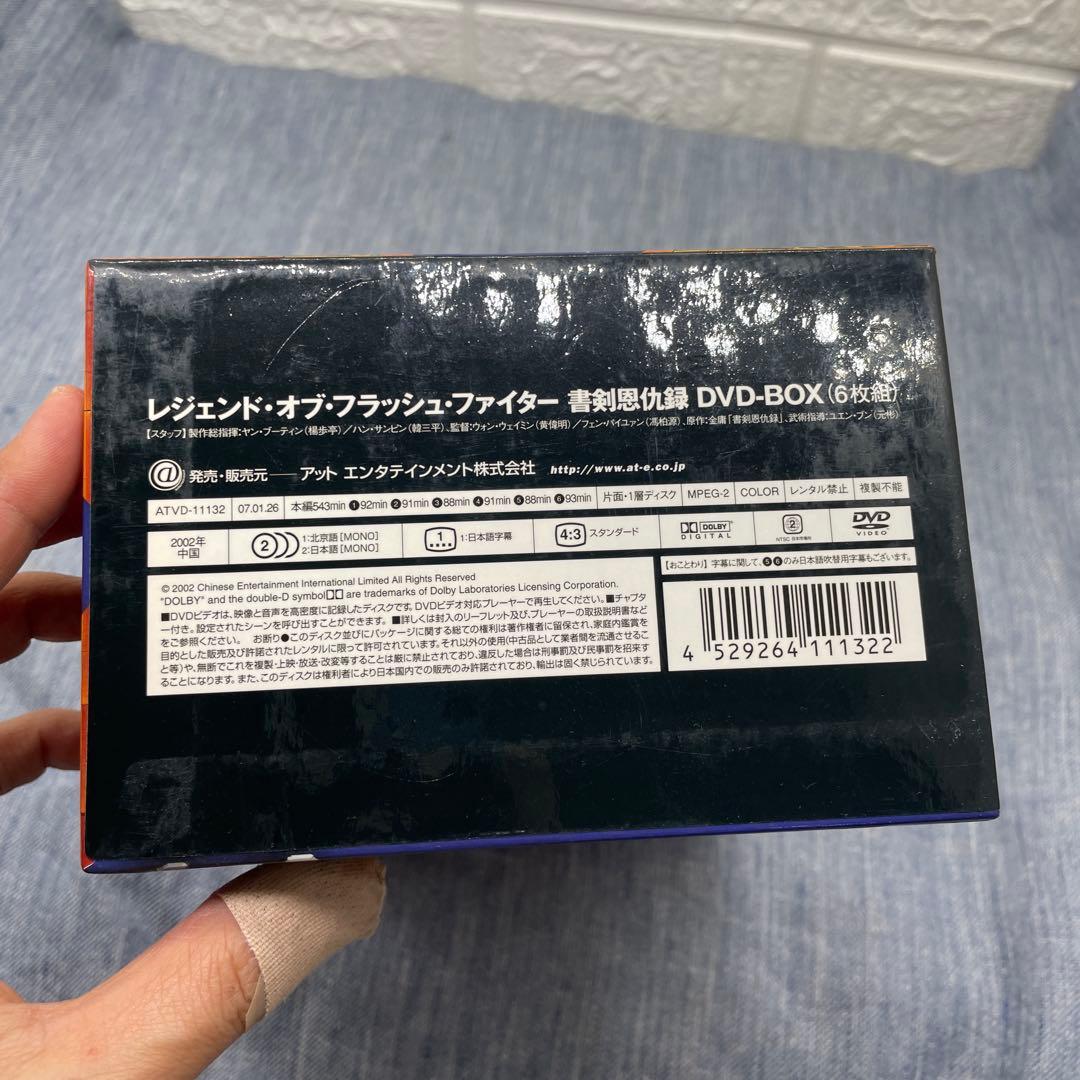 レジェンド・オブ・フラッシュ・ファイター 書剣恩仇録 DVD-BOX(6枚組)
【スタッフ】製作総指揮:ヤン・ブーティン(楊歩亭)/ハン・サンピン(韓三平)、監督:ウォン・ウェイミン(黄偉明)/フェン・パイユァン(馮柏源)、原作:金庸「書剣恩仇録」、武術指導:ユエン・ブン(元彬)
@ 発売・販売元 ── アット エンタテインメント株式会社 http://www.at-e.co.jp
ATVD-11132 07.01.26 本編543min ❶92min ❷91min ❸88min ❹91min ❺88min ❻93min 片面・1層ディスク MPEG-2 COLOR レンタル禁止 複製不能
2002年 中国 2 1:北京語[MONO] 2:日本語[MONO] 1 1:日本語字幕 4:3 スタンダード DOLBY DIGITAL 2 NTSC 日本市場向 DVD VIDEO
【おことわり】字幕に関して、❺❻のみ日本語吹替用字幕もございます。
© 2002 Chinese Entertainment International Limited All Rights Reserved
"DOLBY" and the double-D symbol are trademarks of Dolby Laboratories Licensing Corporation.
■DVDビデオは、映像と音声を高密度に記録したディスクです。DVDビデオ対応プレーヤーで再生してください。■チャプタ
ー付き。設定されたシーンを呼び出すことができます。■詳しくは封入のリーフレット及び、プレーヤーの取扱説明書など
をご参照ください。 お断り●このディスク並びにパッケージに関する総ての権利は著作権者に留保され、家庭内鑑賞を
目的とした販売及び許諾されたレンタルに限って許可されています。それ以外の使用(中古品として業者間を流通させるこ
と等)や、無断でこれを複製・上映・放送・改変等することは厳に禁止されており、違反した場合は刑事罰及び民事罰を招来す
ることになります。また、このディスクは権利者により日本国内での販売のみ許諾されており、輸出は固く禁じられています。
4 529264 111322